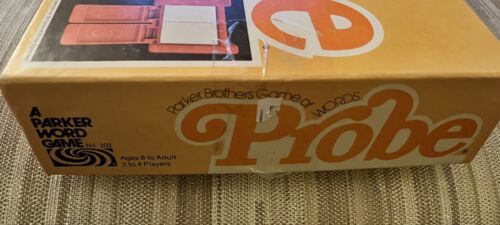 e
A
PARKER
WORD
GAME No. 202
Ages 8 to Adult
2 to 4 Players
Parker Brothers Game of WORDS
Probe